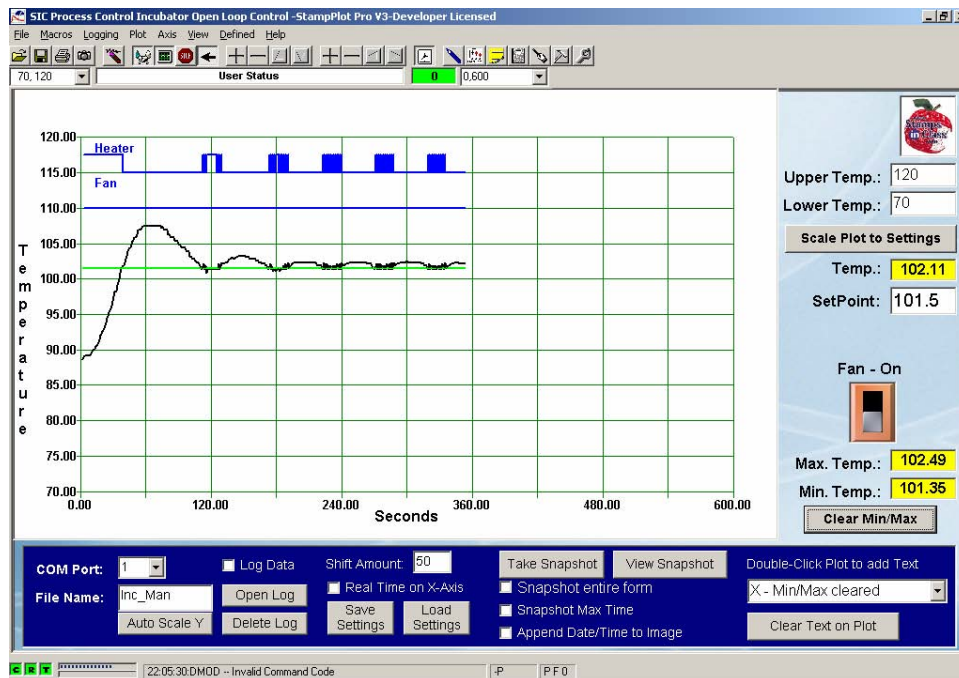 SIC Process Control Incubator Open Loop Control -StampPlot Pro V3-Developer Licensed
File Macros Logging Plot Axis View Defined Help
70, 120 User Status 0 0,600
Stamps
in Class
120.00
Heater
115.00
Fan
110.00
105.00
100.00
95.00
90.00
85.00
80.00
75.00
70.00
Temperature
0.00 120.00 240.00 360.00 480.00 600.00
Seconds
Upper Temp.: 120
Lower Temp.: 70
Scale Plot to Settings
Temp.: 102.11
SetPoint: 101.5
Fan - On
Max. Temp.: 102.49
Min. Temp.: 101.35
Clear Min/Max
COM Port: 1 Log Data Shift Amount: 50 Take Snapshot View Snapshot Double-Click Plot to add Text
Real Time on X-Axis Snapshot entire form
File Name: Inc_Man Open Log Save Settings Load Settings Snapshot Max Time X - Min/Max cleared
Auto Scale Y Delete Log Append Date/Time to Image Clear Text on Plot
C R T 22:05:30:DMOD -- Invalid Command Code -P P F 0